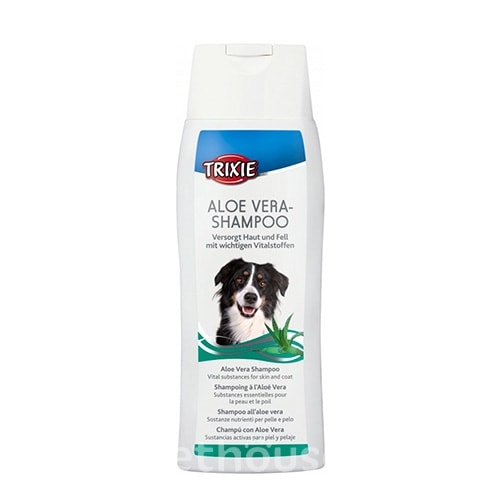 TRIXIE
ALOE VERA-
SHAMPOO
Versorgt Haut und Fell
mit wichtigen Vitalstoffen
Aloe Vera Shampoo
Vital substances for skin and coat
Shampoing à l'Aloé Vera
Substances essentielles pour
la peau et le poil
Shampoo all'aloe vera
Sostanze nutrienti per pelle e pelo
Champú con Aloe Vera
Sustancias activas para piel y pelaje